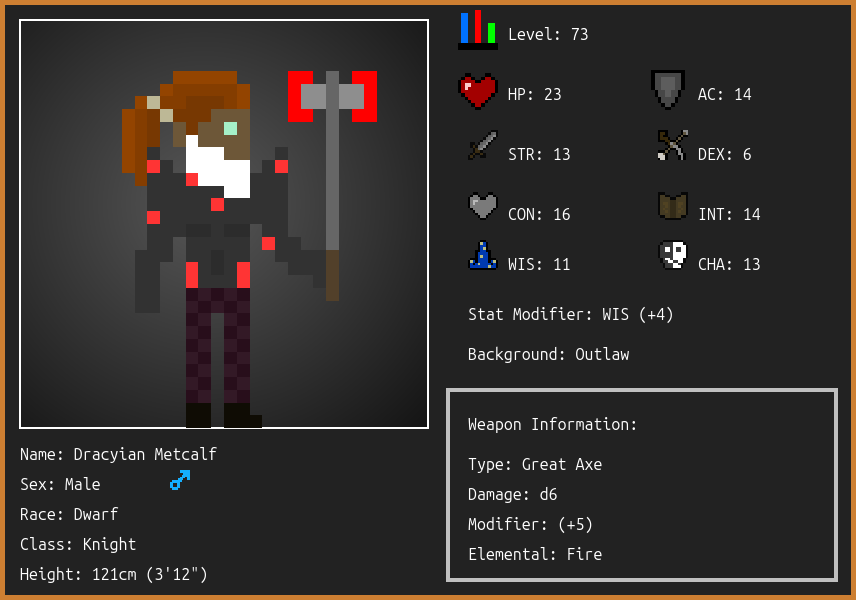 Level: 73
HP: 23
AC: 14
STR: 13
DEX: 6
CON: 16
INT: 14
WIS: 11
CHA: 13
Stat Modifier: WIS (+4)
Background: Outlaw
Weapon Information:
Type: Great Axe
Damage: d6
Modifier: (+5)
Elemental: Fire
Name: Dracyian Metcalf
Sex: Male
Race: Dwarf
Class: Knight
Height: 121cm (3'12")